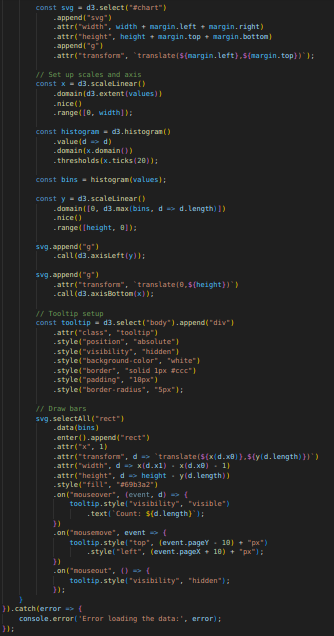 const svg = d3.select("#chart")
.append("svg")
.attr("width", width + margin.left + margin.right)
.attr("height", height + margin.top + margin.bottom)
.append("g")
.attr("transform", `translate(${margin.left},${margin.top})`);
// Set up scales and axis
const x = d3.scaleLinear()
.domain(d3.extent(values))
.nice()
.range([0, width]);
const histogram = d3.histogram()
.value(d => d)
.domain(x.domain())
.thresholds(x.ticks(20));
const bins = histogram(values);
const y = d3.scaleLinear()
.domain([0, d3.max(bins, d => d.length)])
.nice()
.range([height, 0]);
svg.append("g")
.call(d3.axisLeft(y));
svg.append("g")
.attr("transform", `translate(0,${height})`)
.call(d3.axisBottom(x));
// Tooltip setup
const tooltip = d3.select("body").append("div")
.attr("class", "tooltip")
.style("position", "absolute")
.style("visibility", "hidden")
.style("background-color", "white")
.style("border", "solid 1px #ccc")
.style("padding", "10px")
.style("border-radius", "5px");
// Draw bars
svg.selectAll("rect")
.data(bins)
.enter().append("rect")
.attr("x", 1)
.attr("transform", d => `translate(${x(d.x0)},${y(d.length)})`)
.attr("width", d => x(d.x1) - x(d.x0) - 1)
.attr("height", d => height - y(d.length))
.style("fill", "#69b3a2")
.on("mouseover", (event, d) => {
tooltip.style("visibility", "visible")
.text(`Count: ${d.length}`);
})
.on("mousemove", event => {
tooltip.style("top", (event.pageY - 10) + "px")
.style("left", (event.pageX + 10) + "px");
})
.on("mouseout", () => {
tooltip.style("visibility", "hidden");
});
}
}).catch(error => {
console.error('Error loading the data:', error);
});